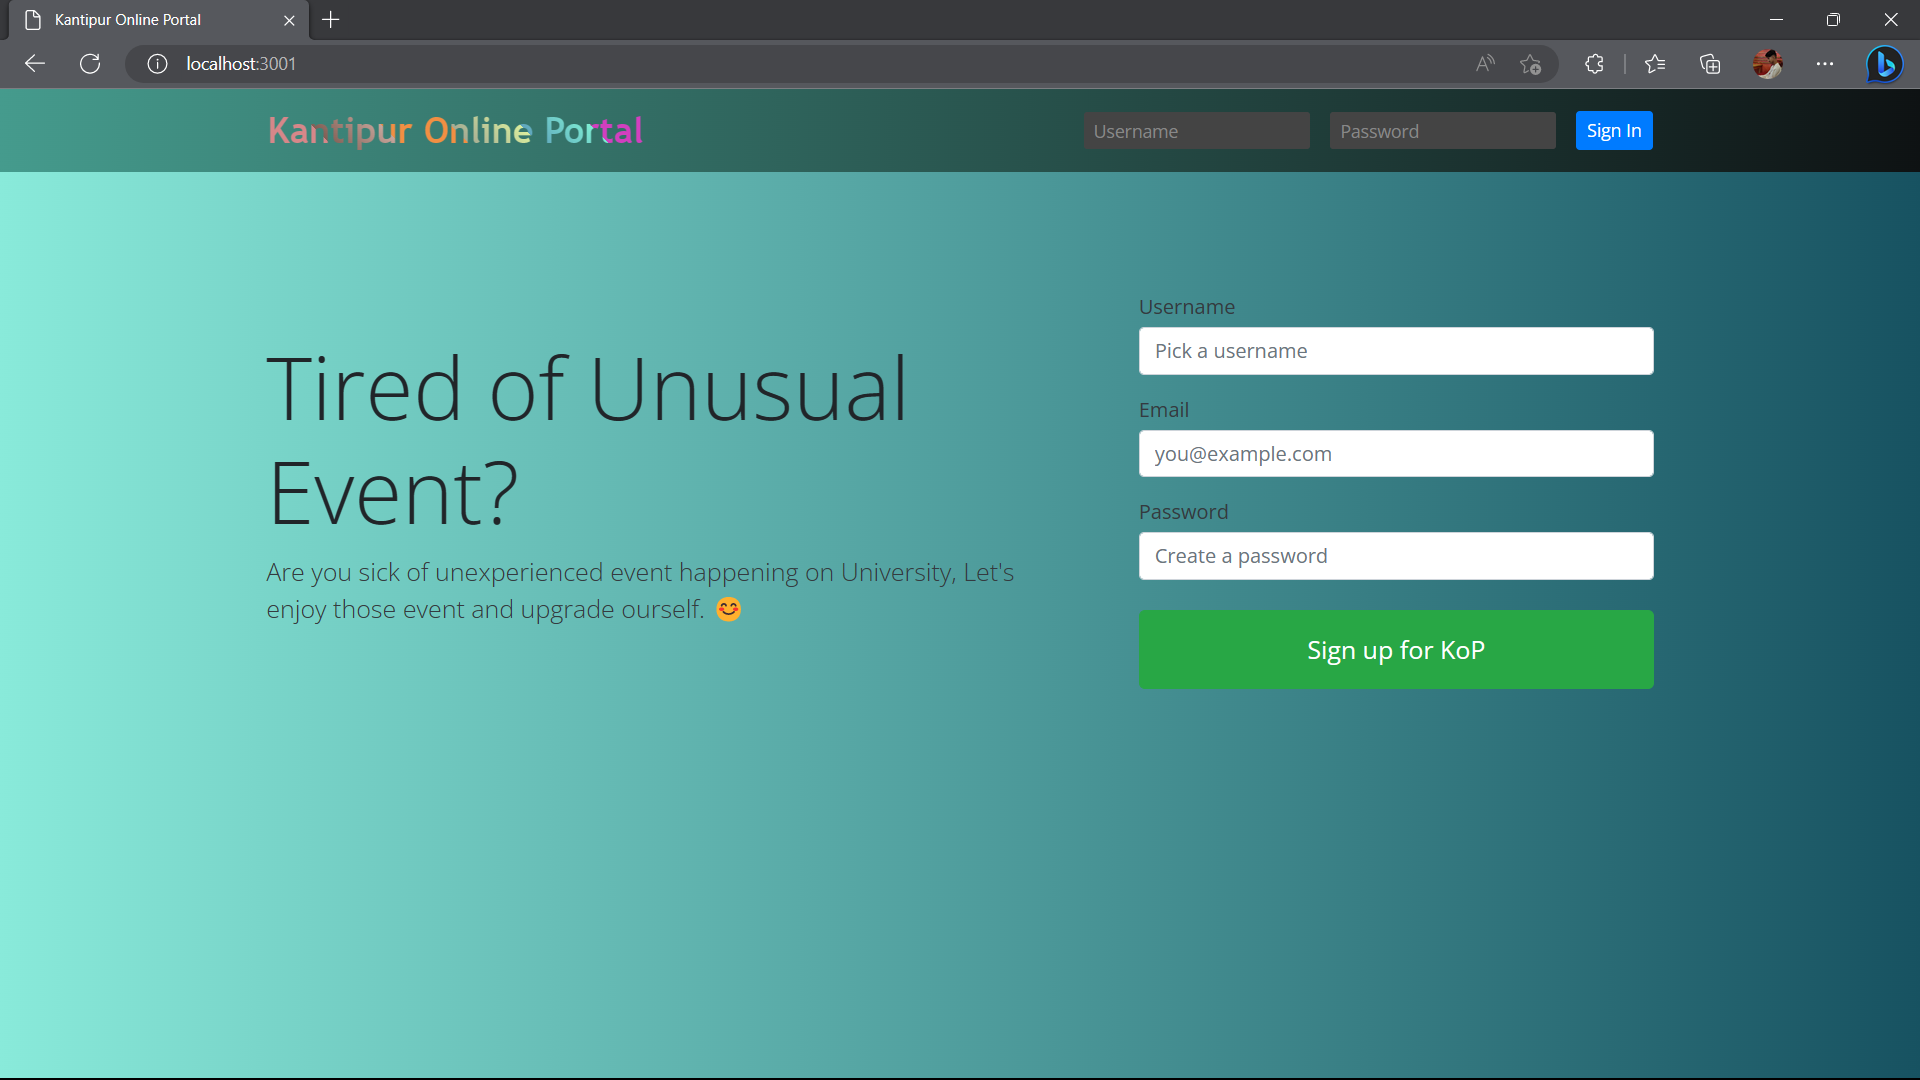 Kantipur Online Portal
localhost:3001
Kantipur Online Portal
Username
Password
Sign In
Tired of Unusual
Event?
Are you sick of unexperienced event happening on University, Let's
enjoy those event and upgrade ourself. 😊
Username
Pick a username
Email
you@example.com
Password
Create a password
Sign up for KoP